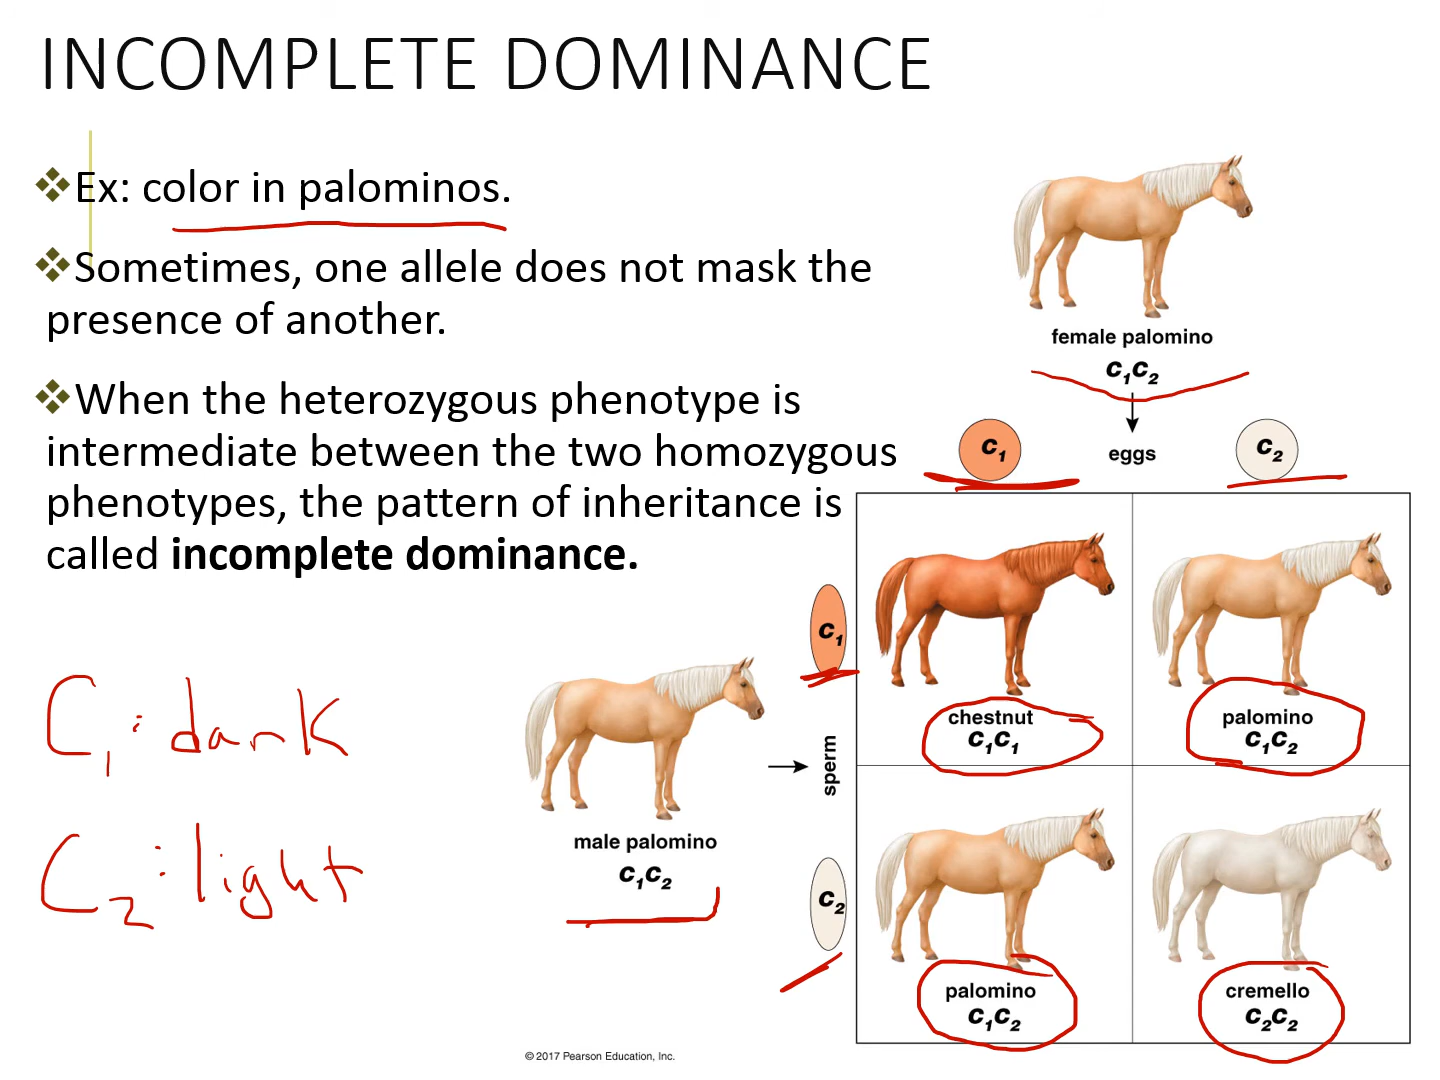 INCOMPLETE DOMINANCE
❖Ex: color in palominos.
❖Sometimes, one allele does not mask the
presence of another.
❖When the heterozygous phenotype is
intermediate between the two homozygous
phenotypes, the pattern of inheritance is
called incomplete dominance.
C₁: dark
C₂: light
female palomino
C₁C₂
C₁
eggs
C₂
male palomino
C₁C₂
sperm
C₁
C₂
chestnut
C₁C₁
palomino
C₁C₂
palomino
C₁C₂
cremello
C₂C₂
© 2017 Pearson Education, Inc.